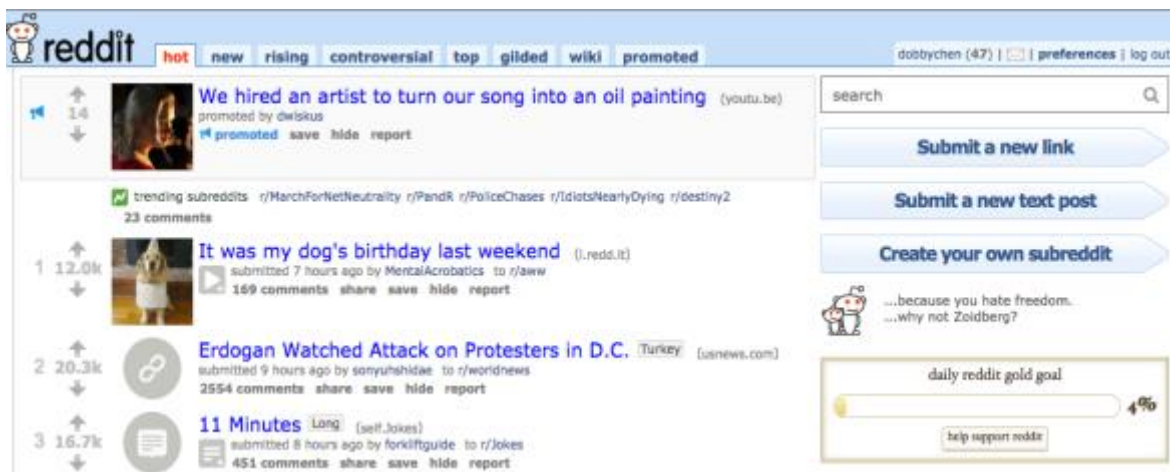 reddit hot new rising controversial top gilded wiki promoted
dobbychen (47) | | preferences | log out
14
We hired an artist to turn our song into an oil painting (youtu.be)
promoted by dwiskus
promoted save hide report
trending subreddits r/MarchForNetNeutrality r/PandR r/PoliceChases r/IdiotsNearlyDying r/destiny2
23 comments
1 12.0k
It was my dog's birthday last weekend (i.redd.it)
submitted 7 hours ago by MentalAcrobatics to r/aww
169 comments share save hide report
2 20.3k
Erdogan Watched Attack on Protesters in D.C. Turkey (usnews.com)
submitted 9 hours ago by sonyuhshidae to r/worldnews
2554 comments share save hide report
3 16.7k
11 Minutes Long (self.Jokes)
submitted 8 hours ago by forkliftguide to r/Jokes
451 comments share save hide report
search
Submit a new link
Submit a new text post
Create your own subreddit
...because you hate freedom.
...why not Zoidberg?
daily reddit gold goal
4%
help support reddit